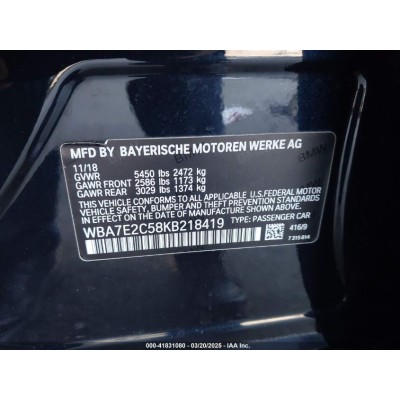 MFD BY BAYERISCHE MOTOREN WERKE AG
11/18
GVWR 5450 lbs 2472 kg
GAWR FRONT 2586 lbs 1173 kg
GAWR REAR 3029 lbs 1374 kg
THIS VEHICLE CONFORMS TO ALL APPLICABLE
U.S.FEDERAL MOTOR VEHICLE SAFETY
BUMPER, AND THEFT PREVENTION STANDARDS
IN EFFECT ON THE DATE OF MANUFACTURE
SHOWN ABOVE.
TYPE: PASSENGER CAR
WBA7E2C58KB218419
416/9
7 315 814
000-41831080 - 03/20/2025 - IAA Inc.